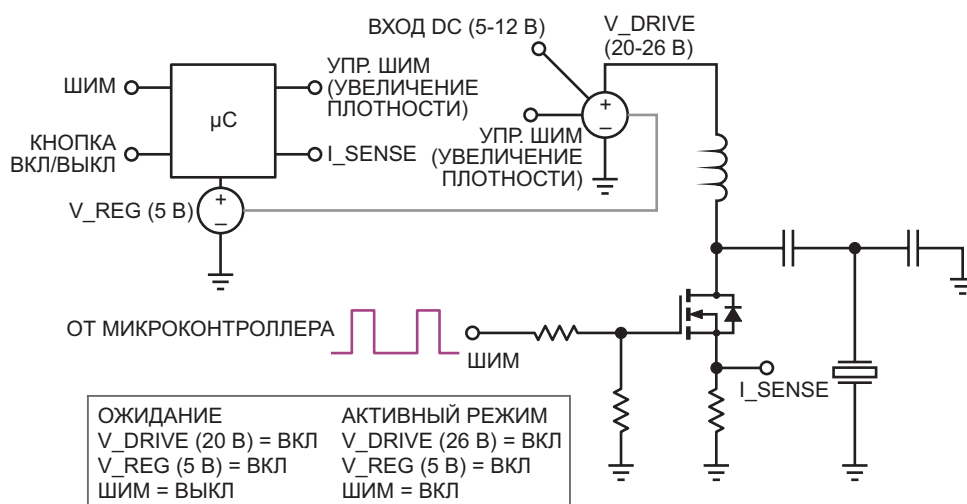 ВХОД DC (5-12 В)
V_DRIVE
(20-26 В)
ШИМ
µC
УПР. ШИМ
(УВЕЛИЧЕНИЕ
ПЛОТНОСТИ)
+
–
КНОПКА
ВКЛ/ВЫКЛ
I_SENSE
УПР. ШИМ
(УВЕЛИЧЕНИЕ
ПЛОТНОСТИ)
V_REG (5 В)
+
–
ОТ МИКРОКОНТРОЛЛЕРА
ШИМ
I_SENSE
ОЖИДАНИЕ
V_DRIVE (20 В) = ВКЛ
V_REG (5 В) = ВКЛ
ШИМ = ВЫКЛ
АКТИВНЫЙ РЕЖИМ
V_DRIVE (26 В) = ВКЛ
V_REG (5 В) = ВКЛ
ШИМ = ВКЛ